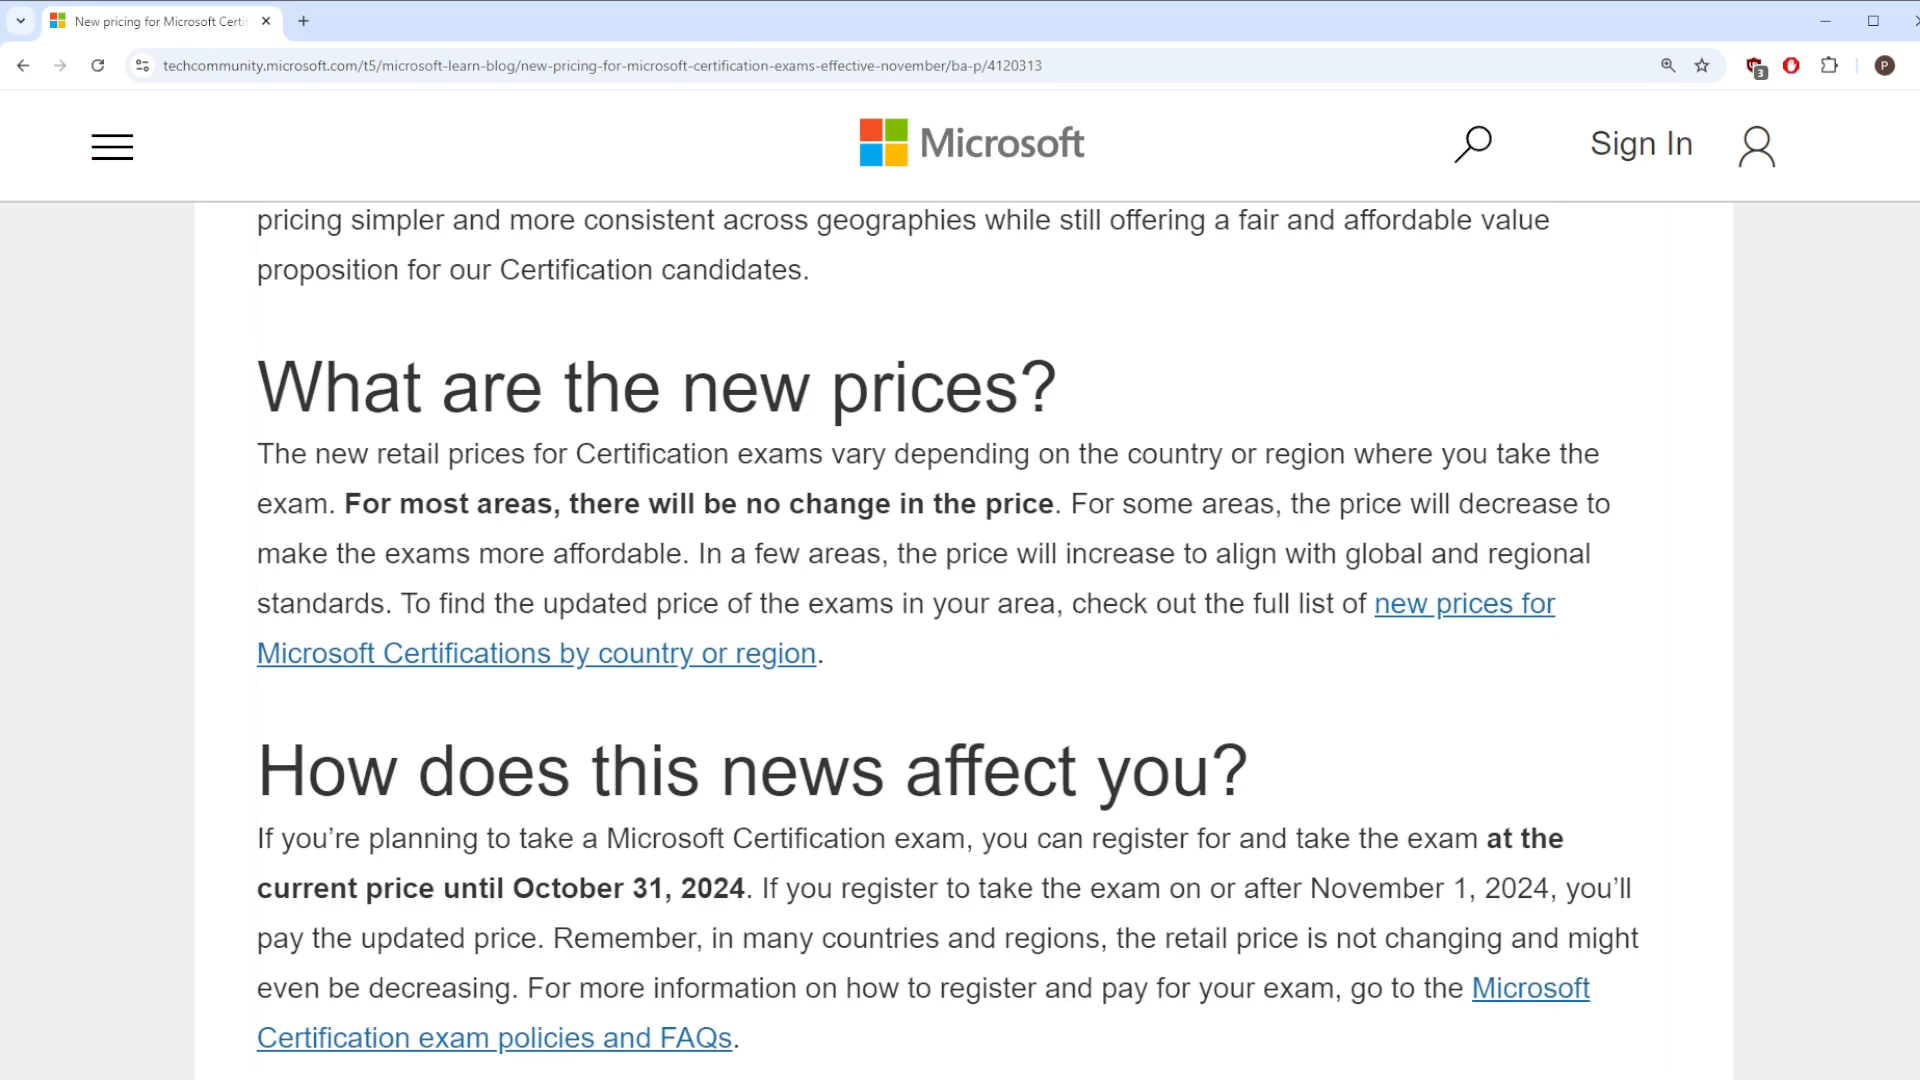 New pricing for Microsoft Certi
techcommunity.microsoft.com/t5/microsoft-learn-blog/new-pricing-for-microsoft-certification-exams-effective-november/ba-p/4120313
3
P
Microsoft
Sign In
pricing simpler and more consistent across geographies while still offering a fair and affordable value
proposition for our Certification candidates.
What are the new prices?
The new retail prices for Certification exams vary depending on the country or region where you take the
exam. For most areas, there will be no change in the price. For some areas, the price will decrease to
make the exams more affordable. In a few areas, the price will increase to align with global and regional
standards. To find the updated price of the exams in your area, check out the full list of new prices for
Microsoft Certifications by country or region.
How does this news affect you?
If you’re planning to take a Microsoft Certification exam, you can register for and take the exam at the
current price until October 31, 2024. If you register to take the exam on or after November 1, 2024, you’ll
pay the updated price. Remember, in many countries and regions, the retail price is not changing and might
even be decreasing. For more information on how to register and pay for your exam, go to the Microsoft
Certification exam policies and FAQs.